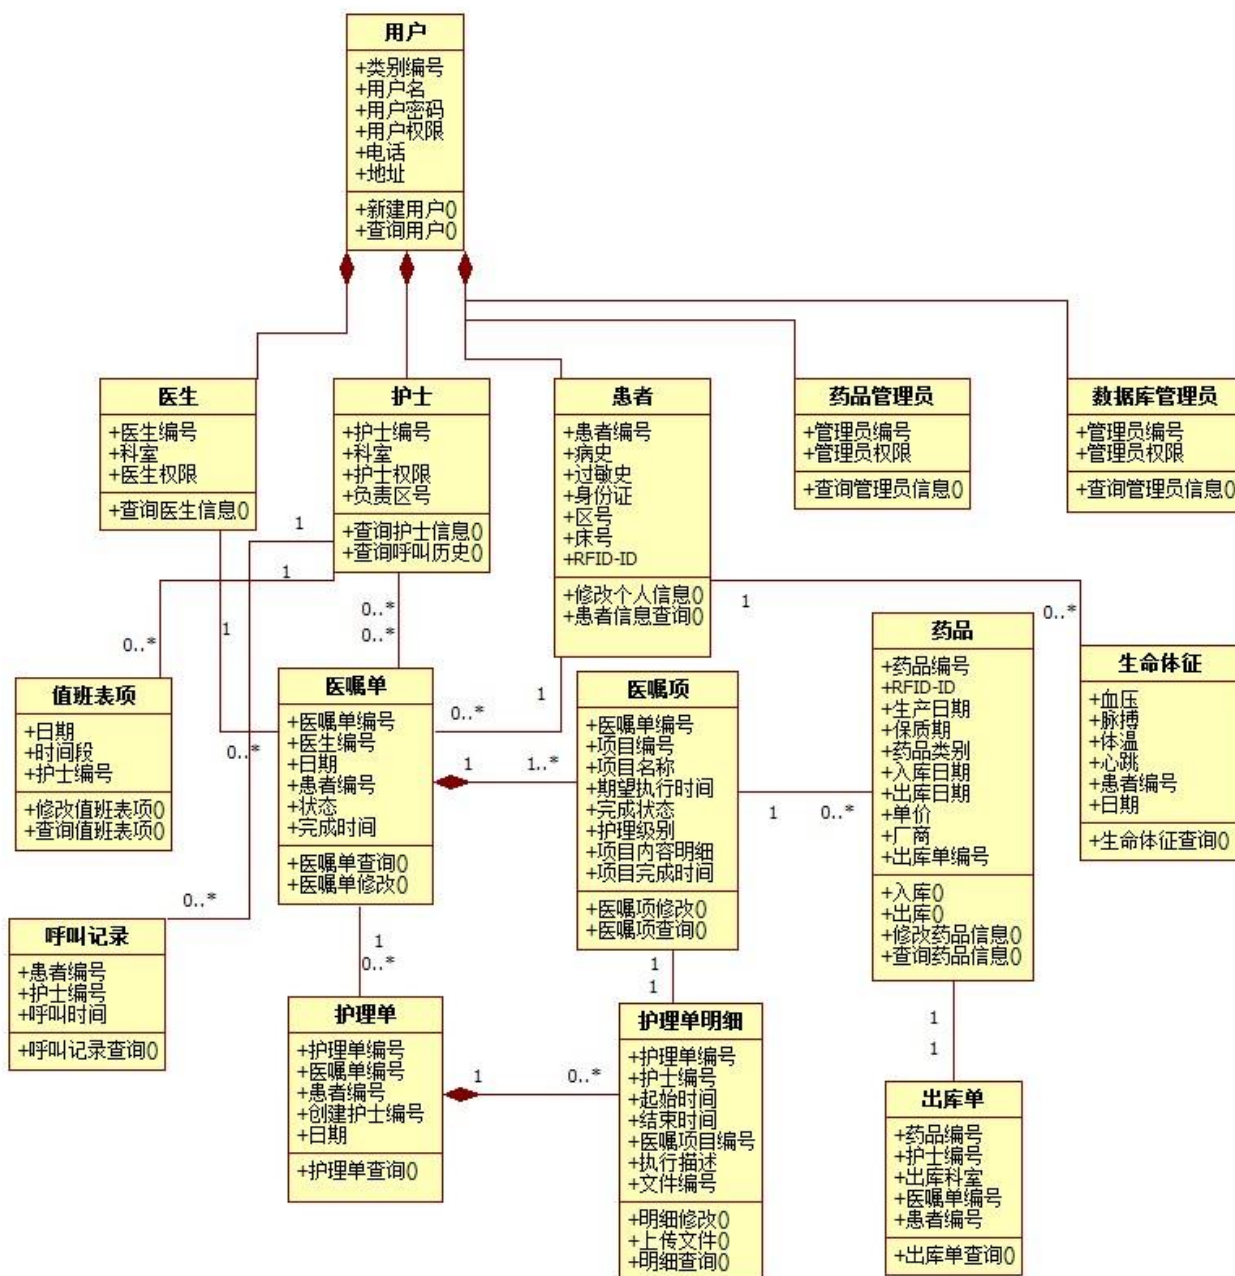 用户
+类别编号
+用户名
+用户密码
+用户权限
+电话
+地址
+新建用户()
+查询用户()
医生
+医生编号
+科室
+医生权限
+查询医生信息()
护士
+护士编号
+科室
+护士权限
+负责区号
+查询护士信息()
+查询呼叫历史()
患者
+患者编号
+病史
+过敏史
+身份证
+区号
+床号
+RFID-ID
+修改个人信息()
+患者信息查询()
药品管理员
+管理员编号
+管理员权限
+查询管理员信息()
数据库管理员
+管理员编号
+管理员权限
+查询管理员信息()
1
1
1
0..*
0..*
0..*
1
0..*
值班表项
+日期
+时间段
+护士编号
+修改值班表项()
+查询值班表项()
医嘱单
+医嘱单编号
+医生编号
+日期
+患者编号
+状态
+完成时间
+医嘱单查询()
+医嘱单修改()
0..*
1
0..*
1
1..*
医嘱项
+医嘱单编号
+项目编号
+项目名称
+期望执行时间
+完成状态
+护理级别
+项目内容明细
+项目完成时间
+医嘱项修改()
+医嘱项查询()
1
0..*
药品
+药品编号
+RFID-ID
+生产日期
+保质期
+药品类别
+入库日期
+出库日期
+单价
+厂商
+出库单编号
+入库()
+出库()
+修改药品信息()
+查询药品信息()
生命体征
+血压
+脉搏
+体温
+心跳
+患者编号
+日期
+生命体征查询()
0..*
呼叫记录
+患者编号
+护士编号
+呼叫时间
+呼叫记录查询()
1
0..*
护理单
+护理单编号
+医嘱单编号
+患者编号
+创建护士编号
+日期
+护理单查询()
1
0..*
1
1
护理单明细
+护理单编号
+护士编号
+起始时间
+结束时间
+医嘱项目编号
+执行描述
+文件编号
+明细修改()
+上传文件()
+明细查询()
1
1
出库单
+药品编号
+护士编号
+出库科室
+医嘱单编号
+患者编号
+出库单查询()